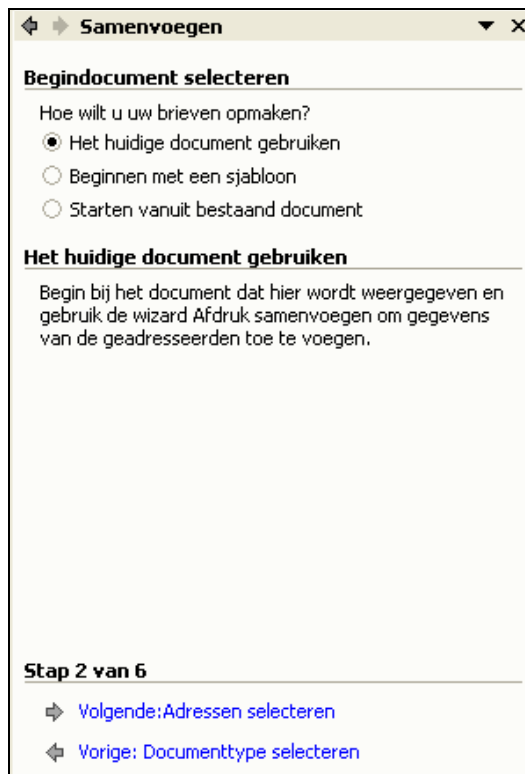 Samenvoegen
Begindocument selecteren
Hoe wilt u uw brieven opmaken?
Het huidige document gebruiken
Beginnen met een sjabloon
Starten vanuit bestaand document
Het huidige document gebruiken
Begin bij het document dat hier wordt weergegeven en
gebruik de wizard Afdruk samenvoegen om gegevens
van de geadresseerden toe te voegen.
Stap 2 van 6
Volgende:Adressen selecteren
Vorige: Documenttype selecteren